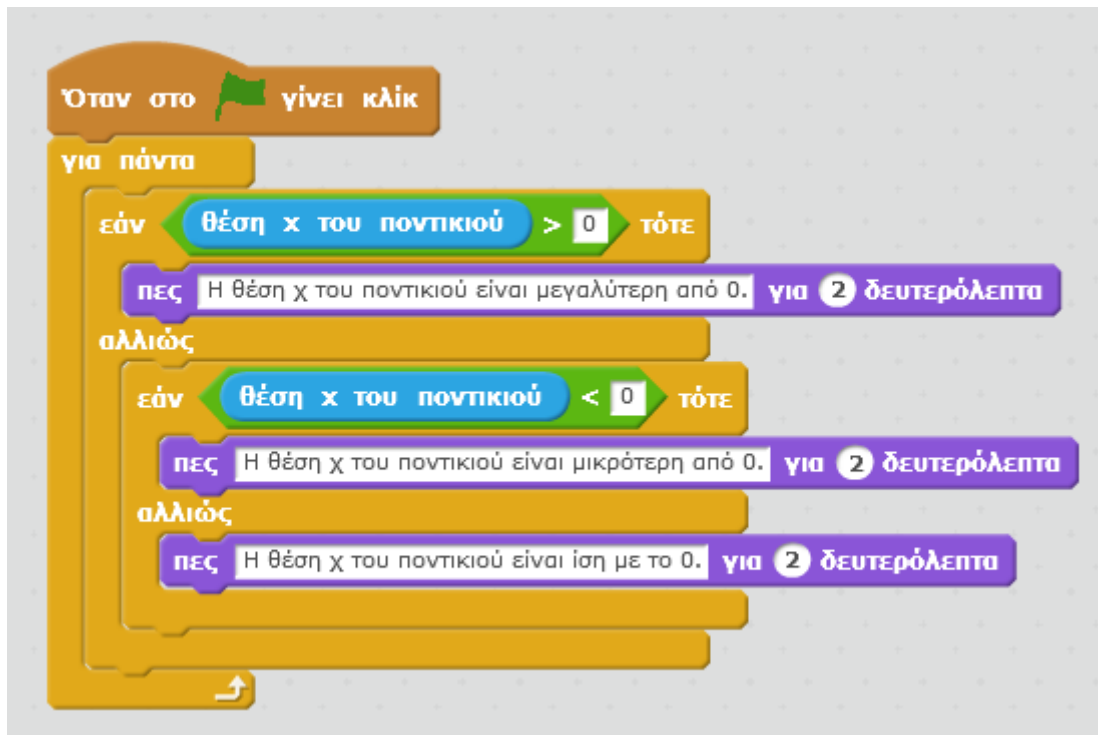 Όταν στο γίνει κλίκ
για πάντα
εάν θέση x του ποντικιού > 0 τότε
πες Η θέση χ του ποντικιού είναι μεγαλύτερη από 0. για 2 δευτερόλεπτα
αλλιώς
εάν θέση x του ποντικιού < 0 τότε
πες Η θέση χ του ποντικιού είναι μικρότερη από 0. για 2 δευτερόλεπτα
αλλιώς
πες Η θέση χ του ποντικιού είναι ίση με το 0. για 2 δευτερόλεπτα